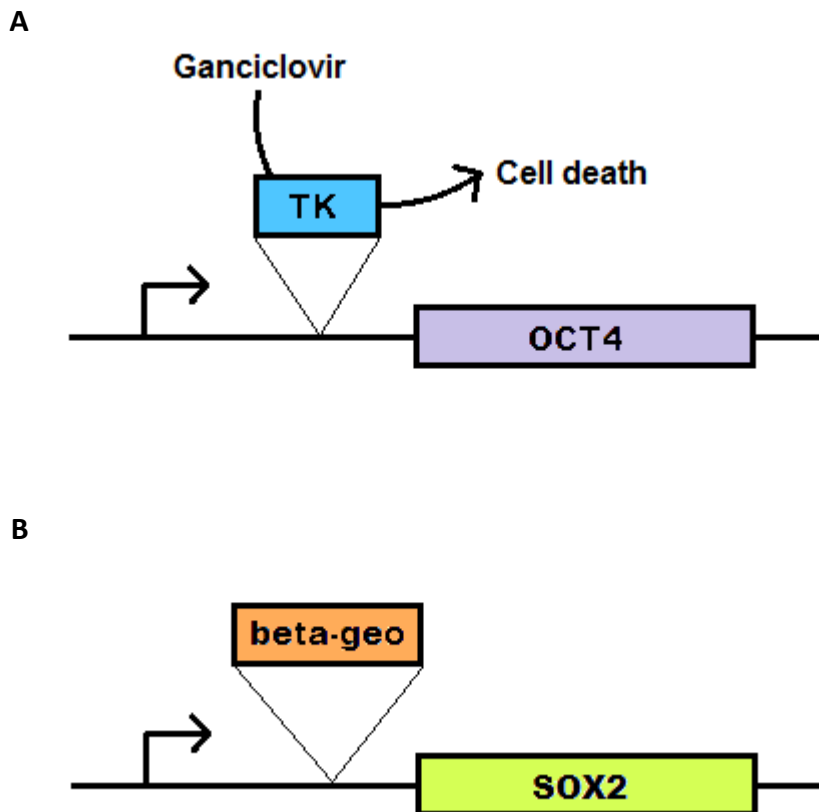 A
Ganciclovir
Cell death
TK
OCT4
B
beta-geo
SOX2